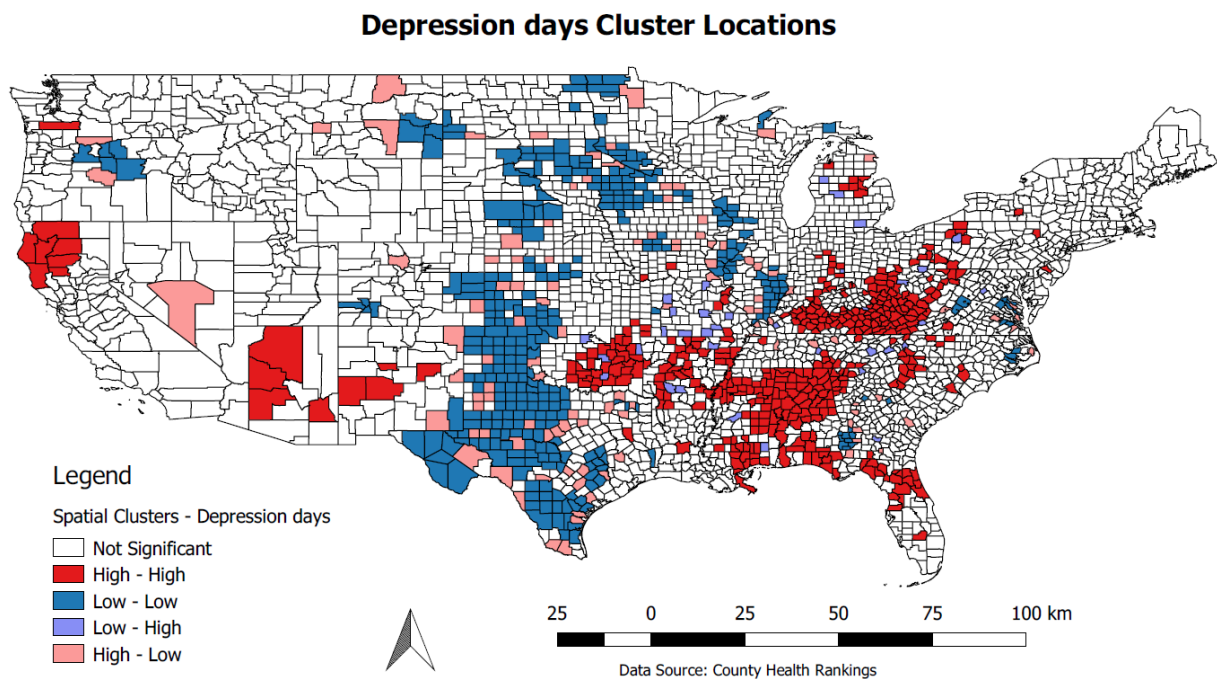 Depression days Cluster Locations
Legend
Spatial Clusters - Depression days
Not Significant
High - High
Low - Low
Low - High
High - Low
25 0 25 50 75 100 km
Data Source: County Health Rankings